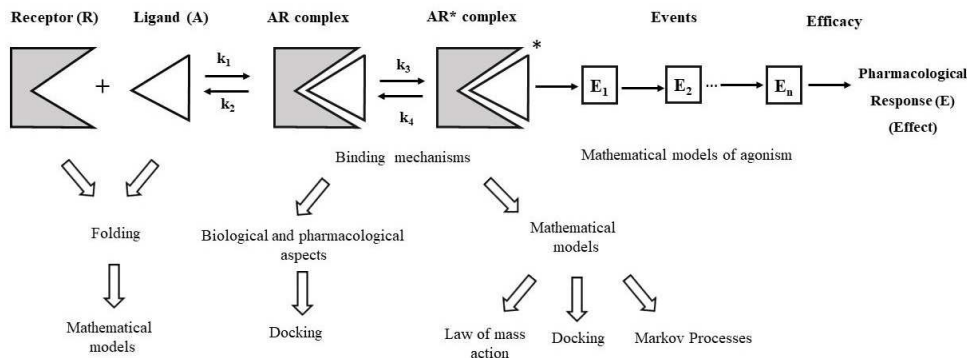 Receptor (R)
Ligand (A)
AR complex
AR* complex
Events
Efficacy
+
k1
k2
k3
k4
*
E1
E2
...
En
Pharmacological
Response (E)
(Effect)
Binding mechanisms
Mathematical models of agonism
Folding
Biological and pharmacological
aspects
Mathematical
models
Mathematical
models
Docking
Law of mass
action
Docking
Markov Processes